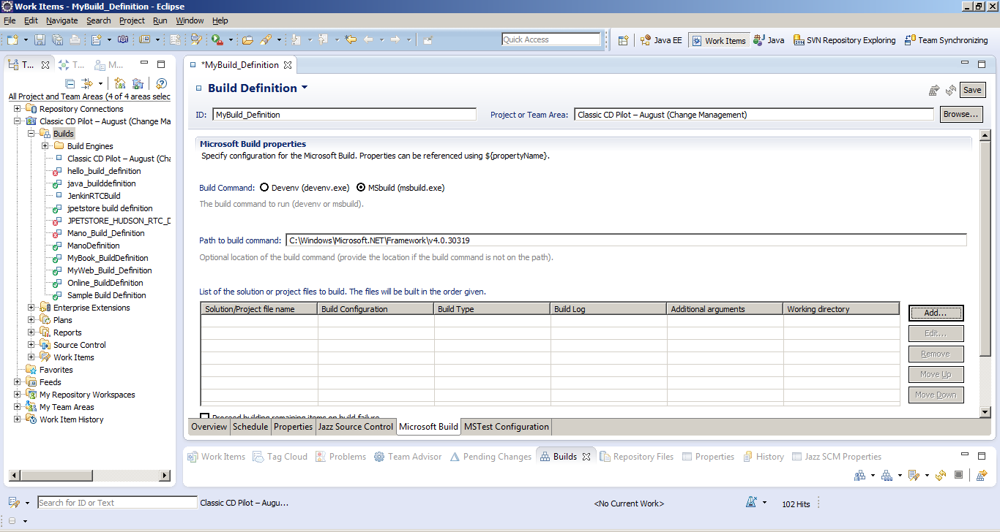 Work Items - MyBuild_Definition - Eclipse
File Edit Navigate Search Project Run Window Help
Quick Access
Java EE Work Items Java SVN Repository Exploring Team Synchronizing
T... T... M...
*MyBuild_Definition
All Project and Team Areas (4 of 4 areas selec
Repository Connections
Classic CD Pilot – August (Change Ma
Builds
Build Engines
Classic CD Pilot – August (Cha
hello_build_definition
java_builddefinition
JenkinRTCBuild
jpetstore build definition
JPETSTORE_HUDSON_RTC_D
Mano_Build_Definition
ManoDefinition
MyBook_BuildDefinition
MyWeb_Build_Definition
Online_BuildDefinition
Sample Build Definition
Enterprise Extensions
Plans
Reports
Source Control
Work Items
Favorites
Feeds
My Repository Workspaces
My Team Areas
Work Item History
Build Definition
Save
ID: MyBuild_Definition Project or Team Area: Classic CD Pilot – August (Change Management) Browse...
Microsoft Build properties
Specify configuration for the Microsoft Build. Properties can be referenced using ${propertyName}.
Build Command: Devenv (devenv.exe) MSbuild (msbuild.exe)
The build command to run (devenv or msbuild).
Path to build command: C:\Windows\Microsoft.NET\Framework\v4.0.30319
Optional location of the build command (provide the location if the build command is not on the path).
List of the solution or project files to build. The files will be built in the order given.
Solution/Project file name Build Configuration Build Type Build Log Additional arguments Working directory
Add...
Edit...
Remove
Move Up
Move Down
Proceed building remaining items on build failure
Overview Schedule Properties Jazz Source Control Microsoft Build MSTest Configuration
Work Items Tag Cloud Problems Team Advisor Pending Changes Builds Repository Files Properties History Jazz SCM Properties
Search for ID or Text Classic CD Pilot – Augu... <No Current Work> 102 Hits